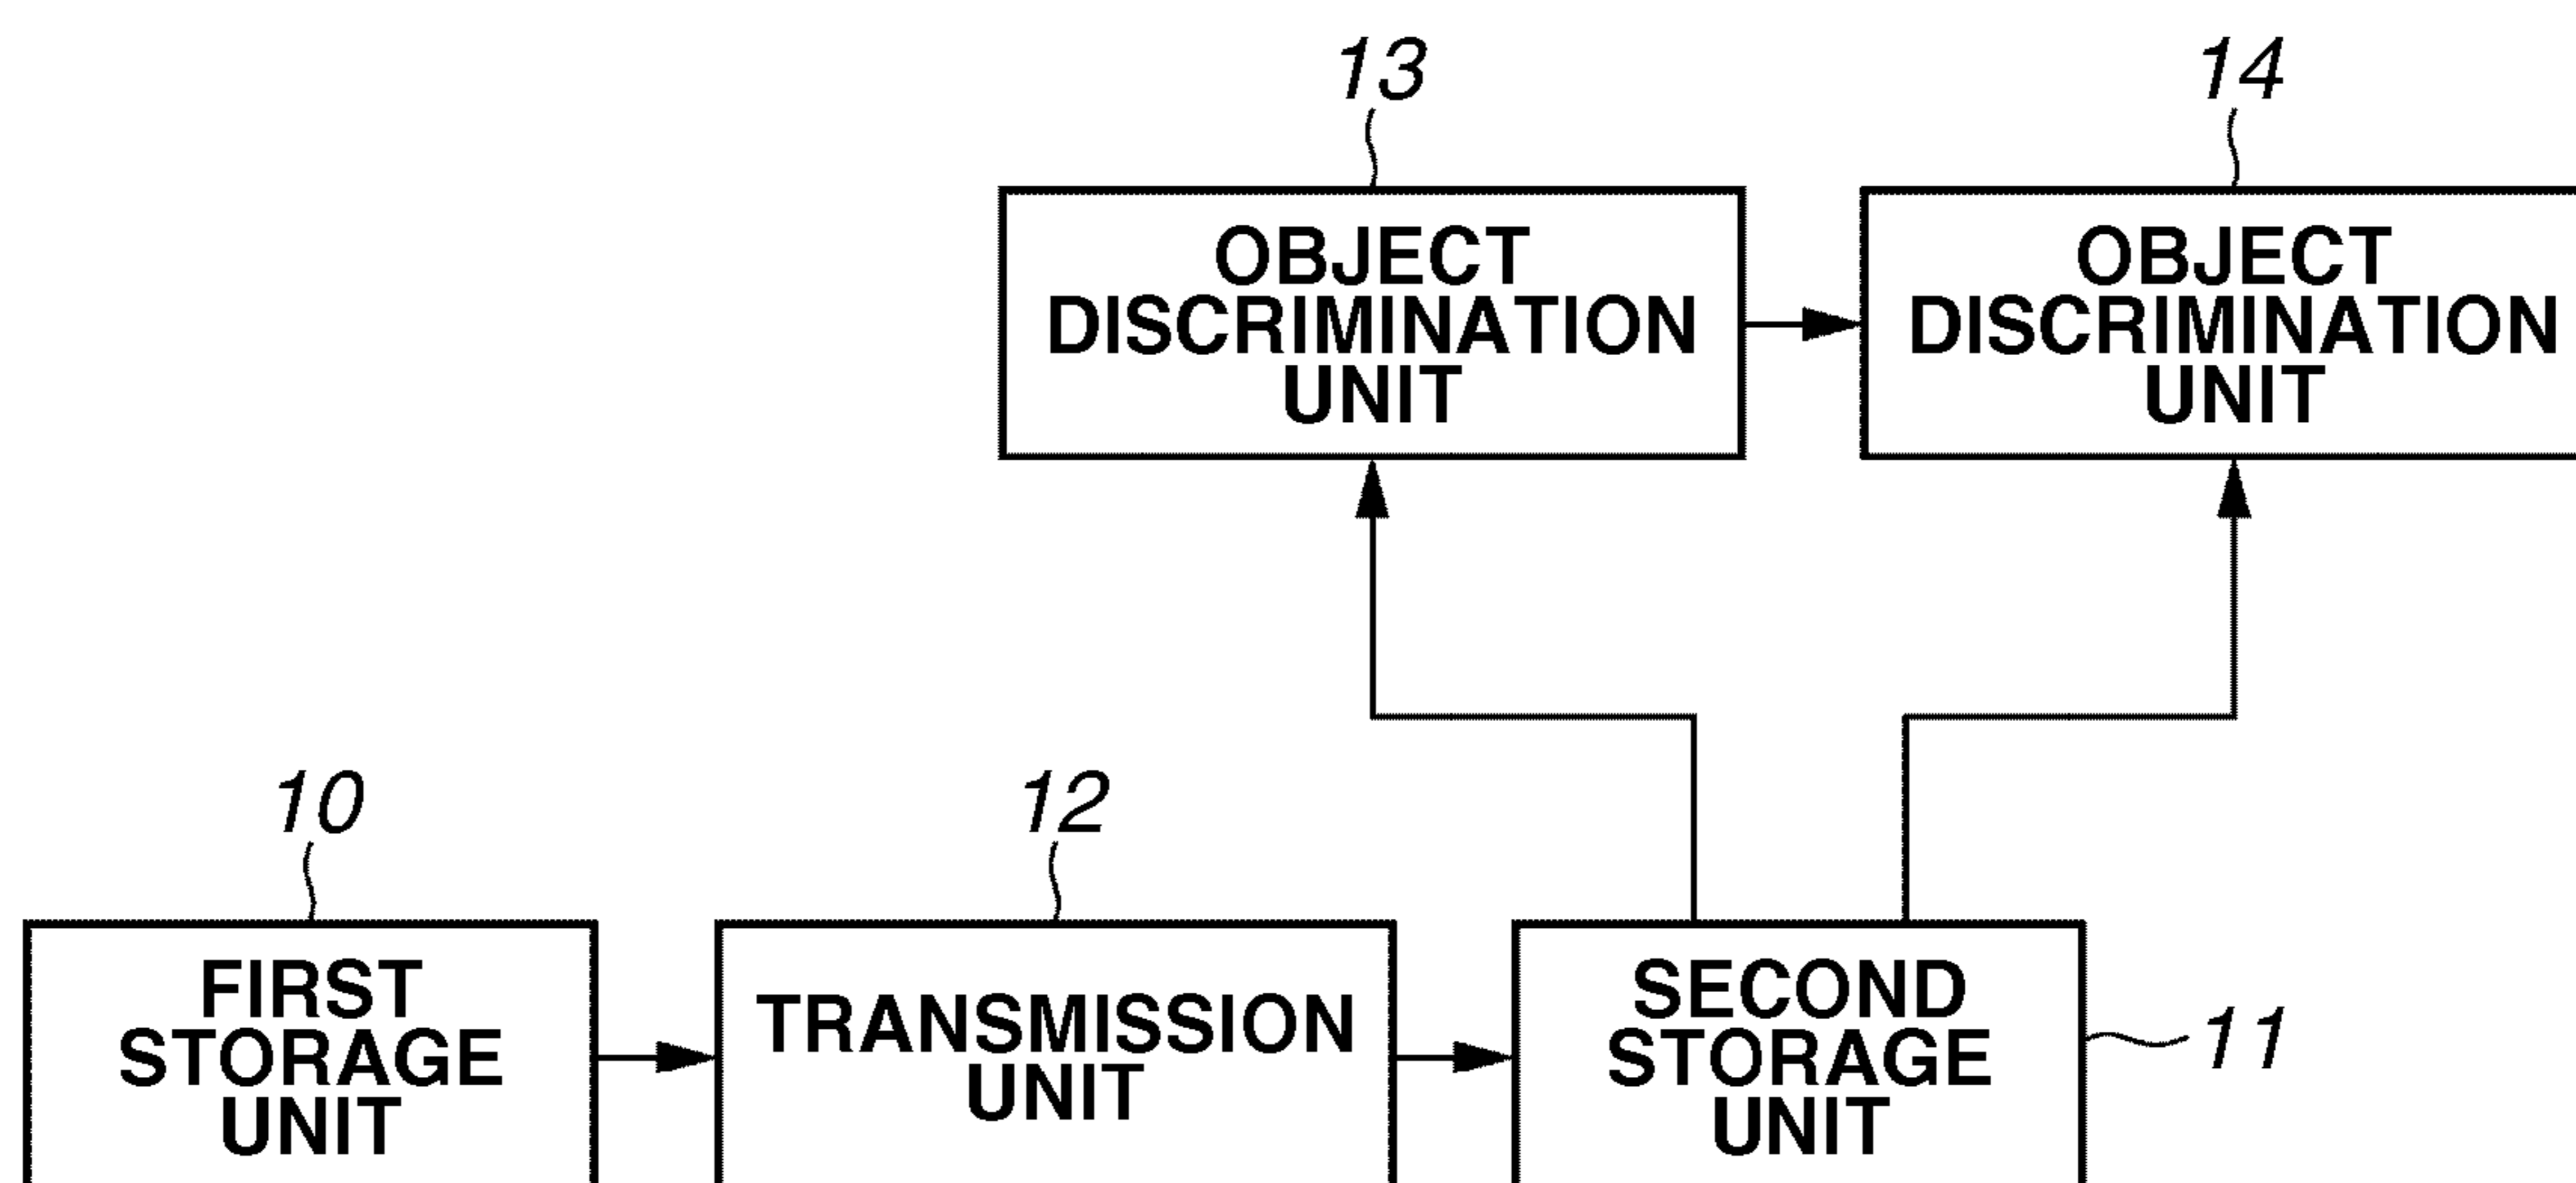 13
14
OBJECT
DISCRIMINATION
UNIT
OBJECT
DISCRIMINATION
UNIT
10
12
FIRST
STORAGE
UNIT
TRANSMISSION
UNIT
SECOND
STORAGE
UNIT
11